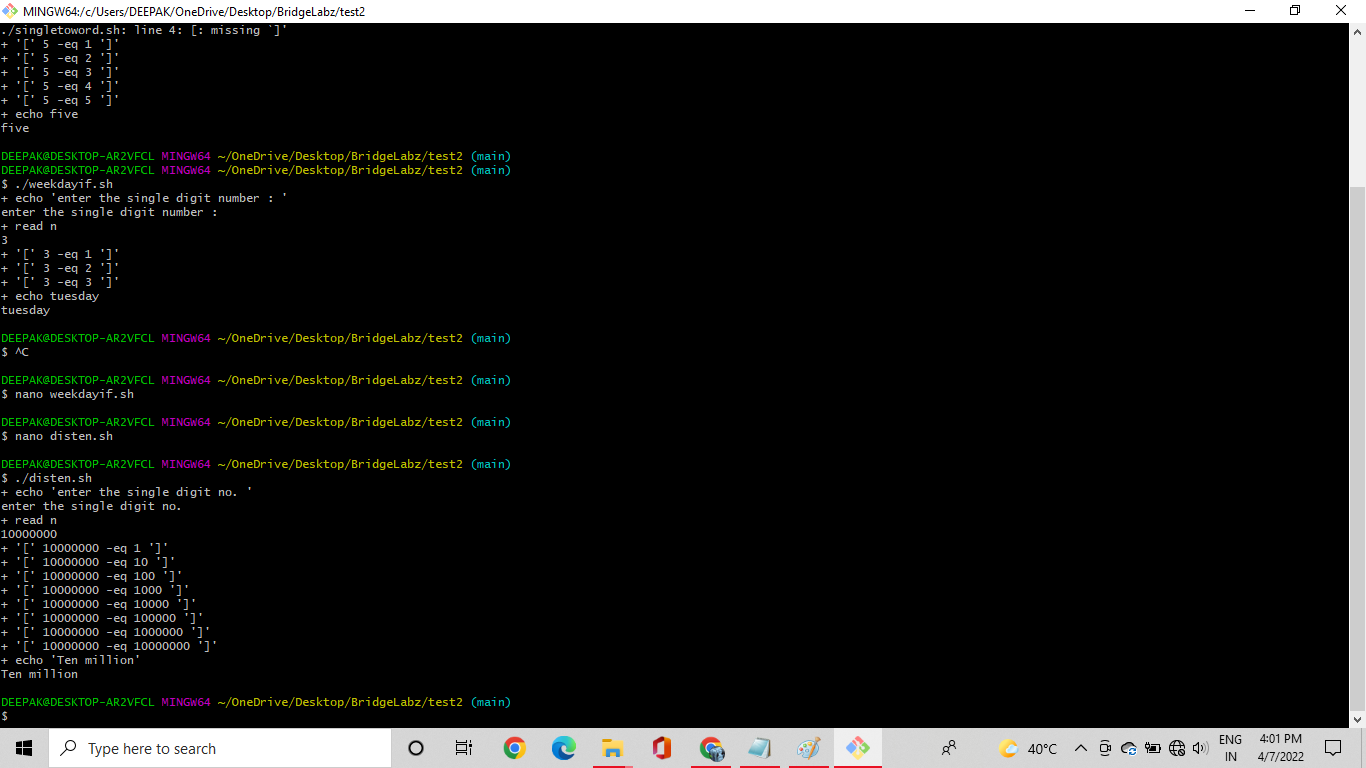 MINGW64:/c/Users/DEEPAK/OneDrive/Desktop/BridgeLabz/test2
./singletoword.sh: line 4: [: missing `]'
+ '[' 5 -eq 1 ']'
+ '[' 5 -eq 2 ']'
+ '[' 5 -eq 3 ']'
+ '[' 5 -eq 4 ']'
+ '[' 5 -eq 5 ']'
+ echo five
five
DEEPAK@DESKTOP-AR2VFCL MINGW64 ~/OneDrive/Desktop/BridgeLabz/test2 (main)
DEEPAK@DESKTOP-AR2VFCL MINGW64 ~/OneDrive/Desktop/BridgeLabz/test2 (main)
$ ./weekdayif.sh
+ echo 'enter the single digit number : '
enter the single digit number :
+ read n
3
+ '[' 3 -eq 1 ']'
+ '[' 3 -eq 2 ']'
+ '[' 3 -eq 3 ']'
+ echo tuesday
tuesday
DEEPAK@DESKTOP-AR2VFCL MINGW64 ~/OneDrive/Desktop/BridgeLabz/test2 (main)
$ ^C
DEEPAK@DESKTOP-AR2VFCL MINGW64 ~/OneDrive/Desktop/BridgeLabz/test2 (main)
$ nano weekdayif.sh
DEEPAK@DESKTOP-AR2VFCL MINGW64 ~/OneDrive/Desktop/BridgeLabz/test2 (main)
$ nano disten.sh
DEEPAK@DESKTOP-AR2VFCL MINGW64 ~/OneDrive/Desktop/BridgeLabz/test2 (main)
$ ./disten.sh
+ echo 'enter the single digit no. '
enter the single digit no.
+ read n
10000000
+ '[' 10000000 -eq 1 ']'
+ '[' 10000000 -eq 10 ']'
+ '[' 10000000 -eq 100 ']'
+ '[' 10000000 -eq 1000 ']'
+ '[' 10000000 -eq 10000 ']'
+ '[' 10000000 -eq 100000 ']'
+ '[' 10000000 -eq 1000000 ']'
+ '[' 10000000 -eq 10000000 ']'
+ echo 'Ten million'
Ten million
DEEPAK@DESKTOP-AR2VFCL MINGW64 ~/OneDrive/Desktop/BridgeLabz/test2 (main)
$
Type here to search
40°C
ENG
IN
4:01 PM
4/7/2022